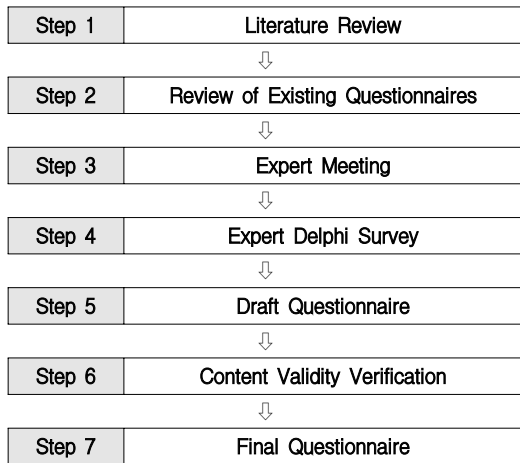 Step 1 Literature Review
Step 2 Review of Existing Questionnaires
Step 3 Expert Meeting
Step 4 Expert Delphi Survey
Step 5 Draft Questionnaire
Step 6 Content Validity Verification
Step 7 Final Questionnaire